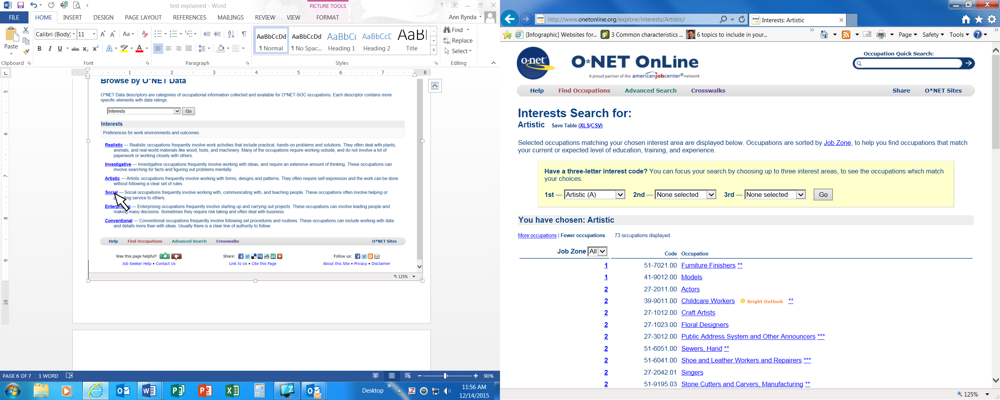 test explained - Word
PICTURE TOOLS
FILE HOME INSERT DESIGN PAGE LAYOUT REFERENCES MAILINGS REVIEW VIEW FORMAT
Ann Rynda
Paste
Calibri (Body) 11
AaBbCcDd AaBbCcDd AaBbCc AaBbCcD AaBl
¶ Normal ¶ No Spac... Heading 1 Heading 2 Title
Find
Replace
Select
Clipboard Font Paragraph Styles Editing
1 2 3 4 5 6 7 8
Browse by O*NET Data
O*NET Data descriptors are categories of occupational information collected and available for O*NET-SOC occupations. Each descriptor contains more
specific elements with data ratings.
Interests Go
Interests
Preferences for work environments and outcomes.
Realistic — Realistic occupations frequently involve work activities that include practical, hands-on problems and solutions. They often deal with plants,
animals, and real-world materials like wood, tools, and machinery. Many of the occupations require working outside, and do not involve a lot of
paperwork or working closely with others.
Investigative — Investigative occupations frequently involve working with ideas, and require an extensive amount of thinking. These occupations can
involve searching for facts and figuring out problems mentally.
Artistic — Artistic occupations frequently involve working with forms, designs and patterns. They often require self-expression and the work can be done
without following a clear set of rules.
Social — Social occupations frequently involve working with, communicating with, and teaching people. These occupations often involve helping or
service to others.
Enterprising — Enterprising occupations frequently involve starting up and carrying out projects. These occupations can involve leading people and
making many decisions. Sometimes they require risk taking and often deal with business.
Conventional — Conventional occupations frequently involve following set procedures and routines. These occupations can include working with data
and details more than with ideas. Usually there is a clear line of authority to follow.
Help Find Occupations Advanced Search Crosswalks O*NET Sites
Was this page helpful? Share: Follow us:
Job Seeker Help • Contact Us Link to Us • Cite this Page About this Site • Privacy • Disclaimer
125%
PAGE 6 OF 7 1 WORD 90%
Desktop
11:56 AM
12/14/2015
http://www.onetonline.org/explore/interests/Artistic/
Interests: Artistic
[Infographic] Websites for... 3 Common characteristics ... 6 topics to include in your...
Page Safety Tools
o·net
O*NET OnLine
A proud partner of the americanjobcenter® network
Occupation Quick Search:
Help Find Occupations Advanced Search Crosswalks Share O*NET Sites
Interests Search for:
Artistic Save Table (XLS/CSV)
Selected occupations matching your chosen interest area are displayed below. Occupations are sorted by Job Zone, to help you find occupations that match
your current or expected level of education, training, and experience.
Have a three-letter interest code? You can focus your search by choosing up to three interest areas, to see the occupations which match
your choices.
1st — Artistic (A) 2nd — None selected 3rd — None selected Go
You have chosen: Artistic
More occupations | Fewer occupations 73 occupations displayed.
Job Zone All Code Occupation
1 51-7021.00 Furniture Finishers **
1 41-9012.00 Models
2 27-2011.00 Actors
2 39-9011.00 Childcare Workers Bright Outlook **
2 27-1012.00 Craft Artists
2 27-1023.00 Floral Designers
2 27-3012.00 Public Address System and Other Announcers ***
2 51-6051.00 Sewers, Hand **
2 51-6041.00 Shoe and Leather Workers and Repairers ***
2 27-2042.01 Singers
2 51-9195.03 Stone Cutters and Carvers, Manufacturing **
125%